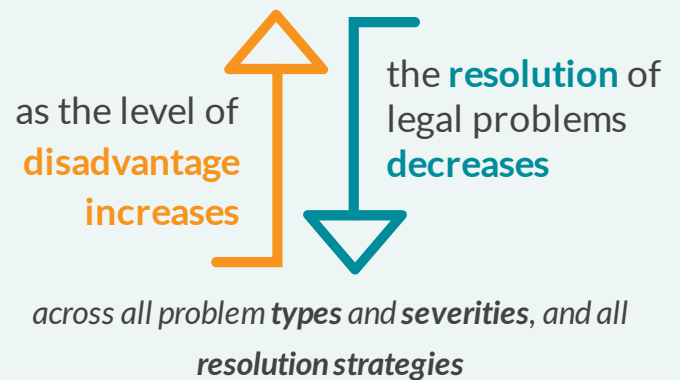 as the level of
disadvantage
increases
the resolution of
legal problems
decreases
across all problem types and severities, and all
resolution strategies